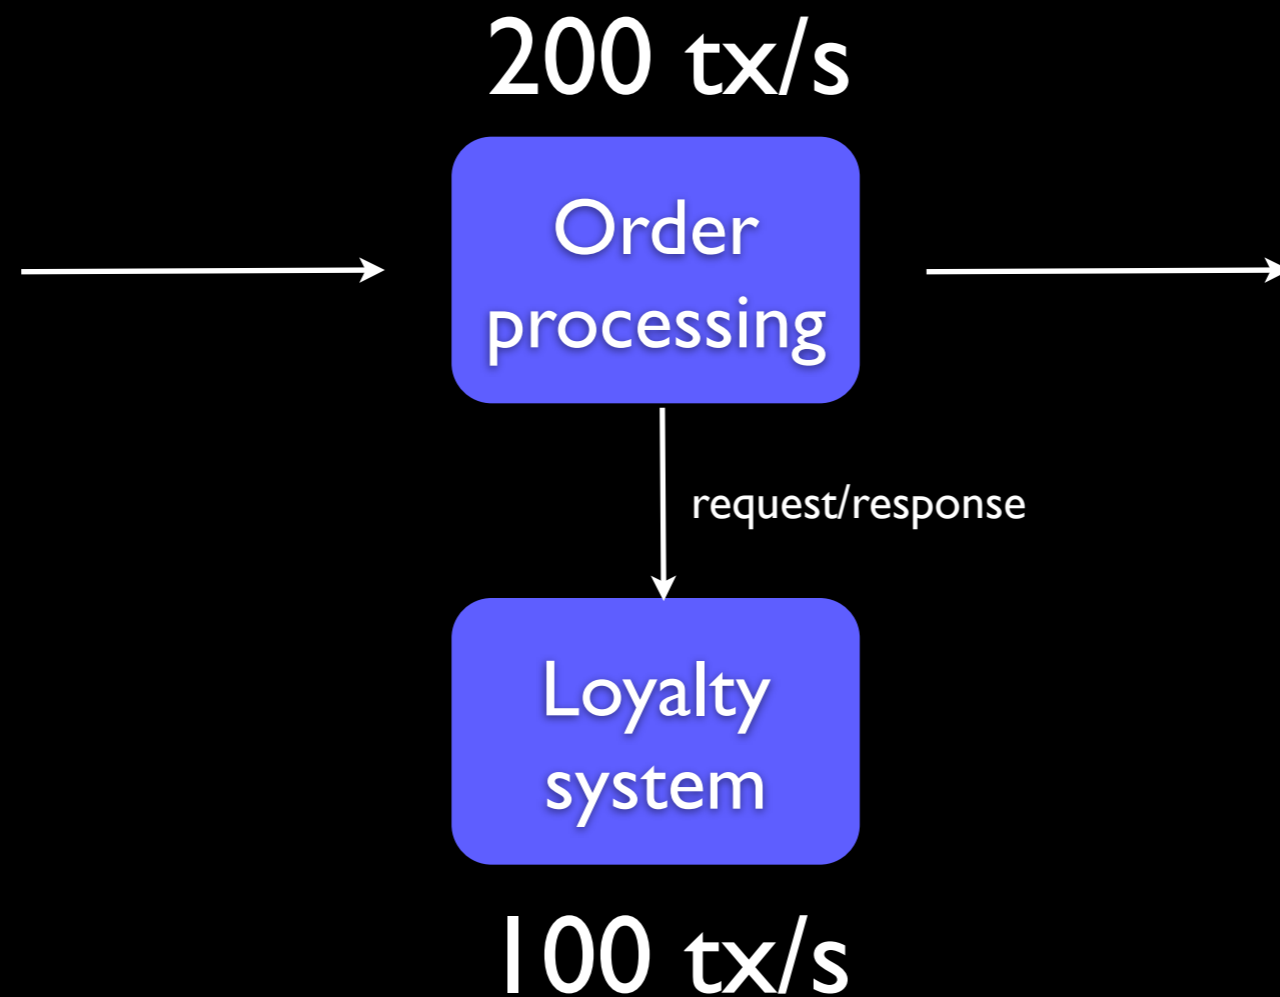 200 tx/s
Order
processing
request/response
Loyalty
system
100 tx/s